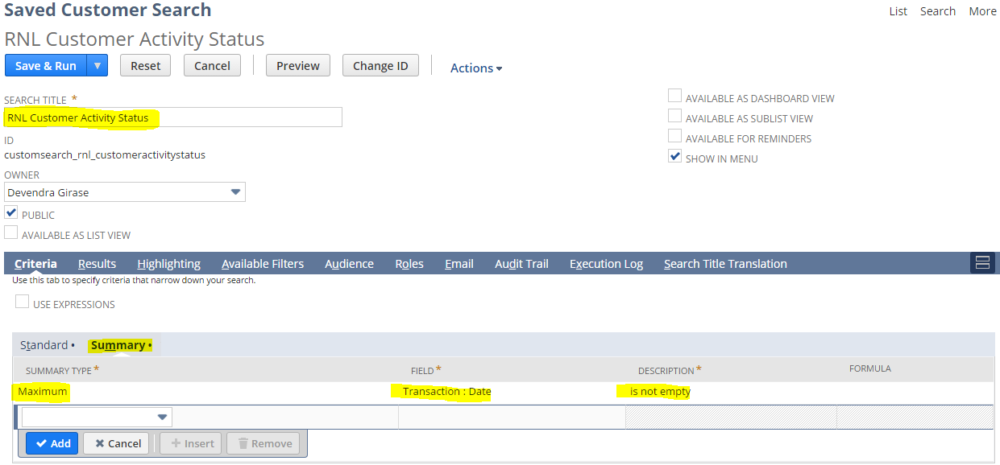 Saved Customer Search
List Search More
RNL Customer Activity Status
Save & Run Reset Cancel Preview Change ID Actions
SEARCH TITLE *
RNL Customer Activity Status
ID
customsearch_rnl_customeractivitystatus
OWNER
Devendra Girase
PUBLIC
AVAILABLE AS LIST VIEW
AVAILABLE AS DASHBOARD VIEW
AVAILABLE AS SUBLIST VIEW
AVAILABLE FOR REMINDERS
SHOW IN MENU
Criteria Results Highlighting Available Filters Audience Roles Email Audit Trail Execution Log Search Title Translation
Use this tab to specify criteria that narrow down your search.
USE EXPRESSIONS
Standard • Summary •
SUMMARY TYPE * FIELD * DESCRIPTION * FORMULA
Maximum Transaction : Date is not empty
Add Cancel Insert Remove